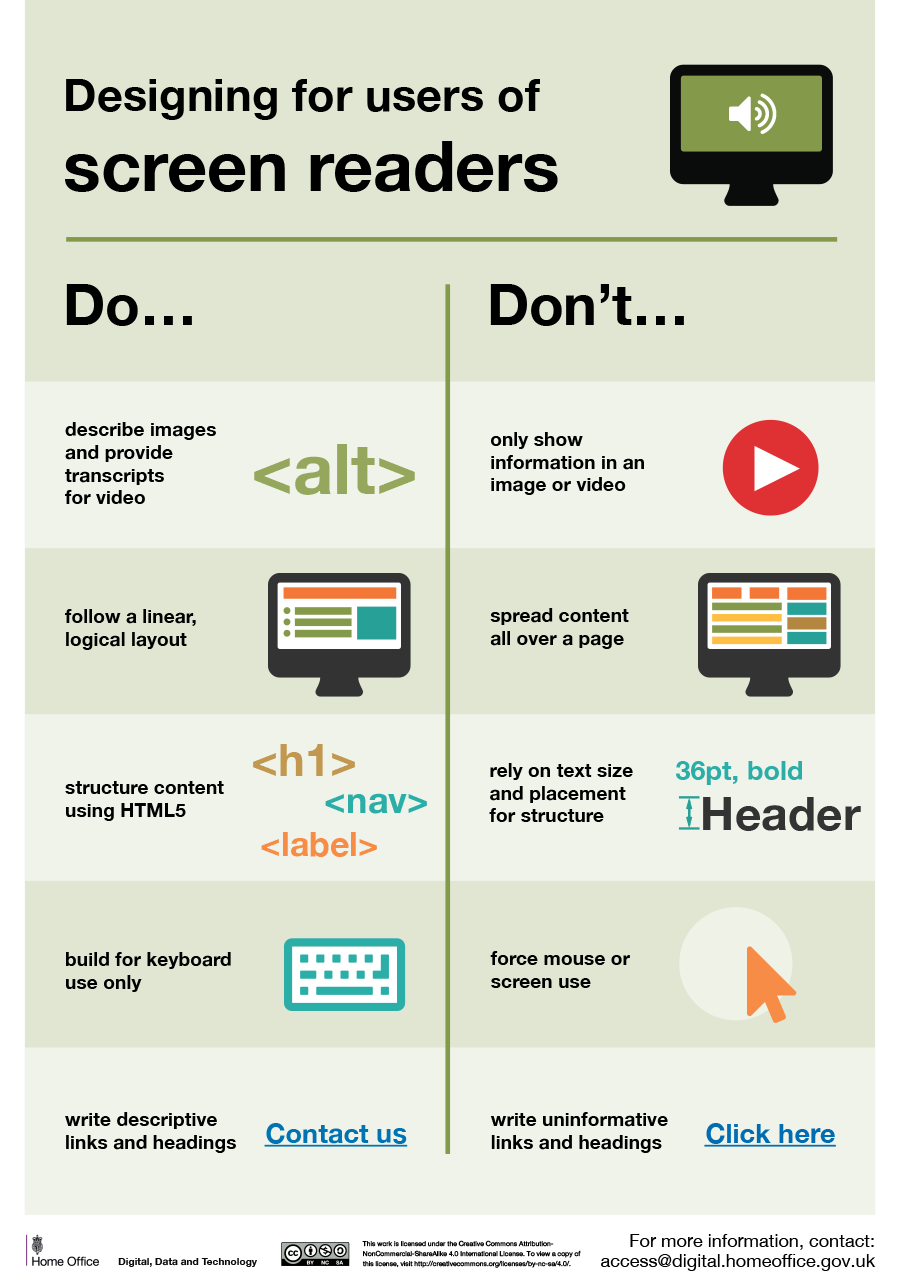 Designing for users of
screen readers
Do…
Don’t…
describe images
and provide
transcripts
for video
<alt>
only show
information in an
image or video
follow a linear,
logical layout
spread content
all over a page
structure content
using HTML5
<h1>
<nav>
<label>
rely on text size
and placement
for structure
36pt, bold
Header
build for keyboard
use only
force mouse or
screen use
write descriptive
links and headings
Contact us
write uninformative
links and headings
Click here
Home Office
Digital, Data and Technology
CC BY NC SA
This work is licensed under the Creative Commons Attribution-
NonCommercial-ShareAlike 4.0 International License. To view a copy of
this license, visit http://creativecommons.org/licenses/by-nc-sa/4.0/.
For more information, contact:
access@digital.homeoffice.gov.uk